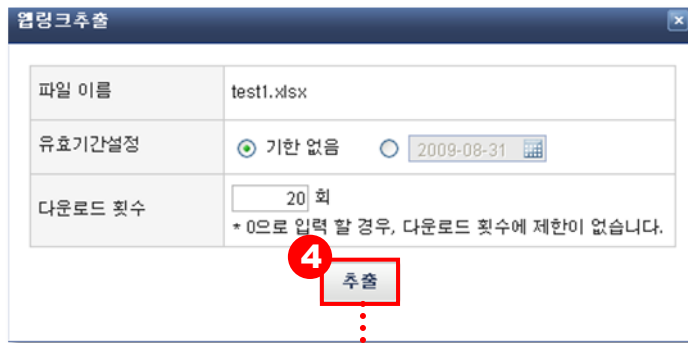 웹링크추출
파일 이름
test1.xlsx
유효기간설정
기한 없음 2009-08-31
다운로드 횟수
20 회
* 0으로 입력 할 경우, 다운로드 횟수에 제한이 없습니다.
4
추출